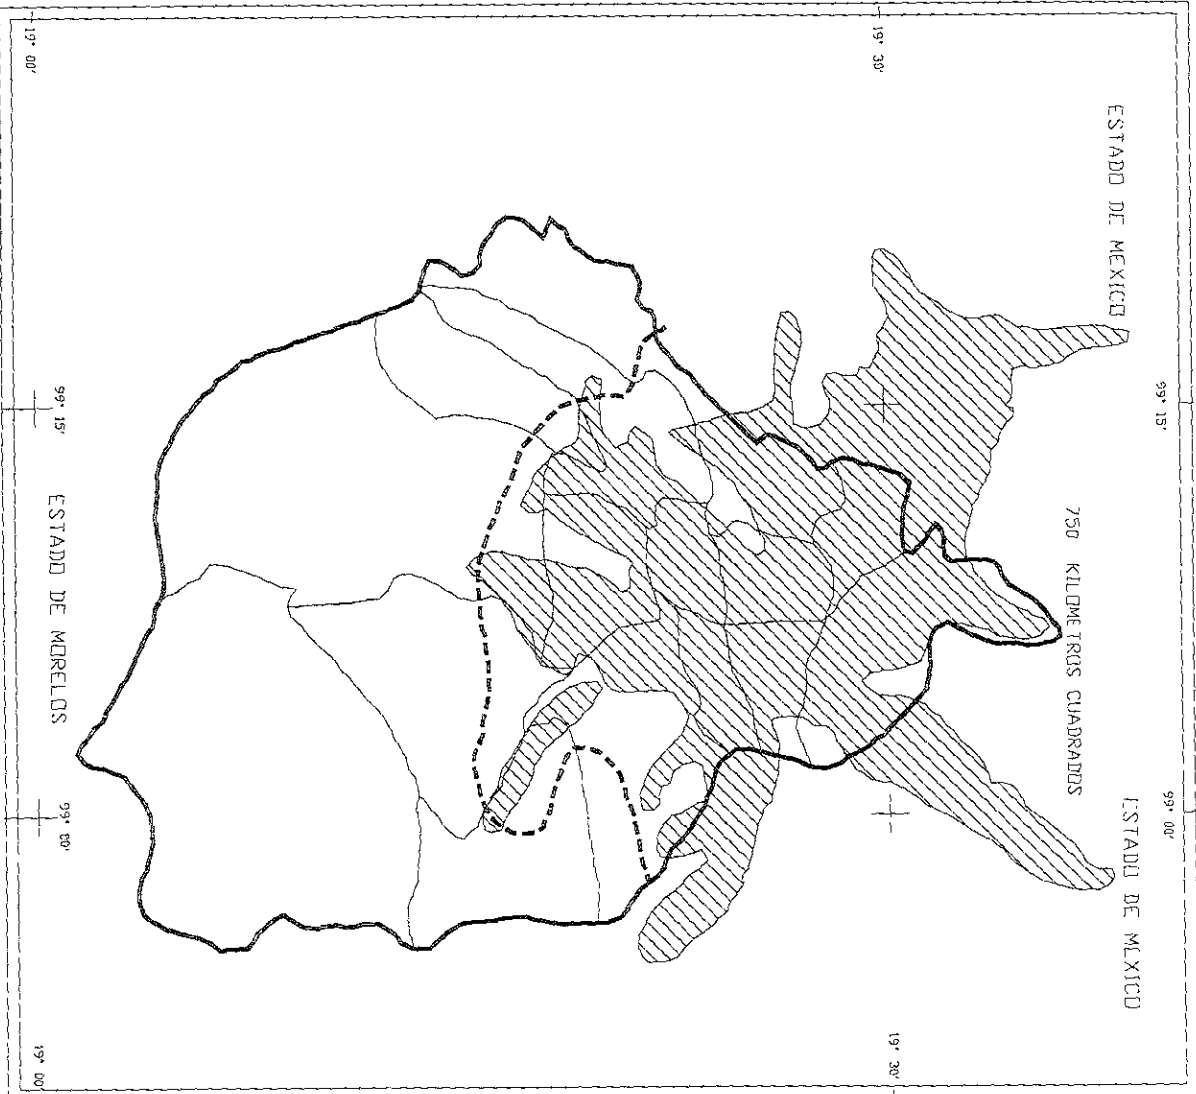 99° 15'
99° 00'
19° 30'
19° 30'
ESTADO DE MEXICO
750 KILOMETROS CUADRADOS
ESTADO DE MEXICO
ESTADO DE MORELOS
19° 00'
19° 00'
99° 15'
99° 00'